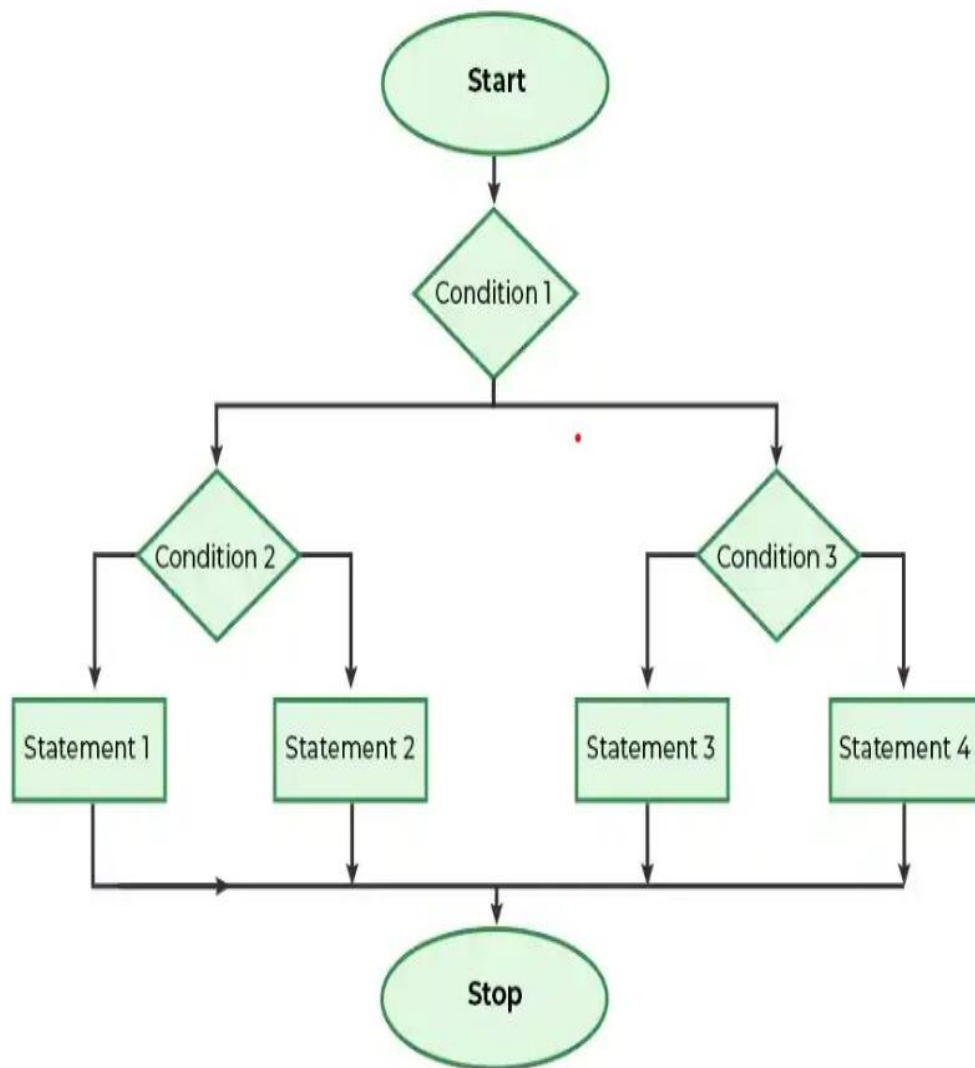 Start
Condition 1
Condition 2
Condition 3
Statement 1
Statement 2
Statement 3
Statement 4
Stop